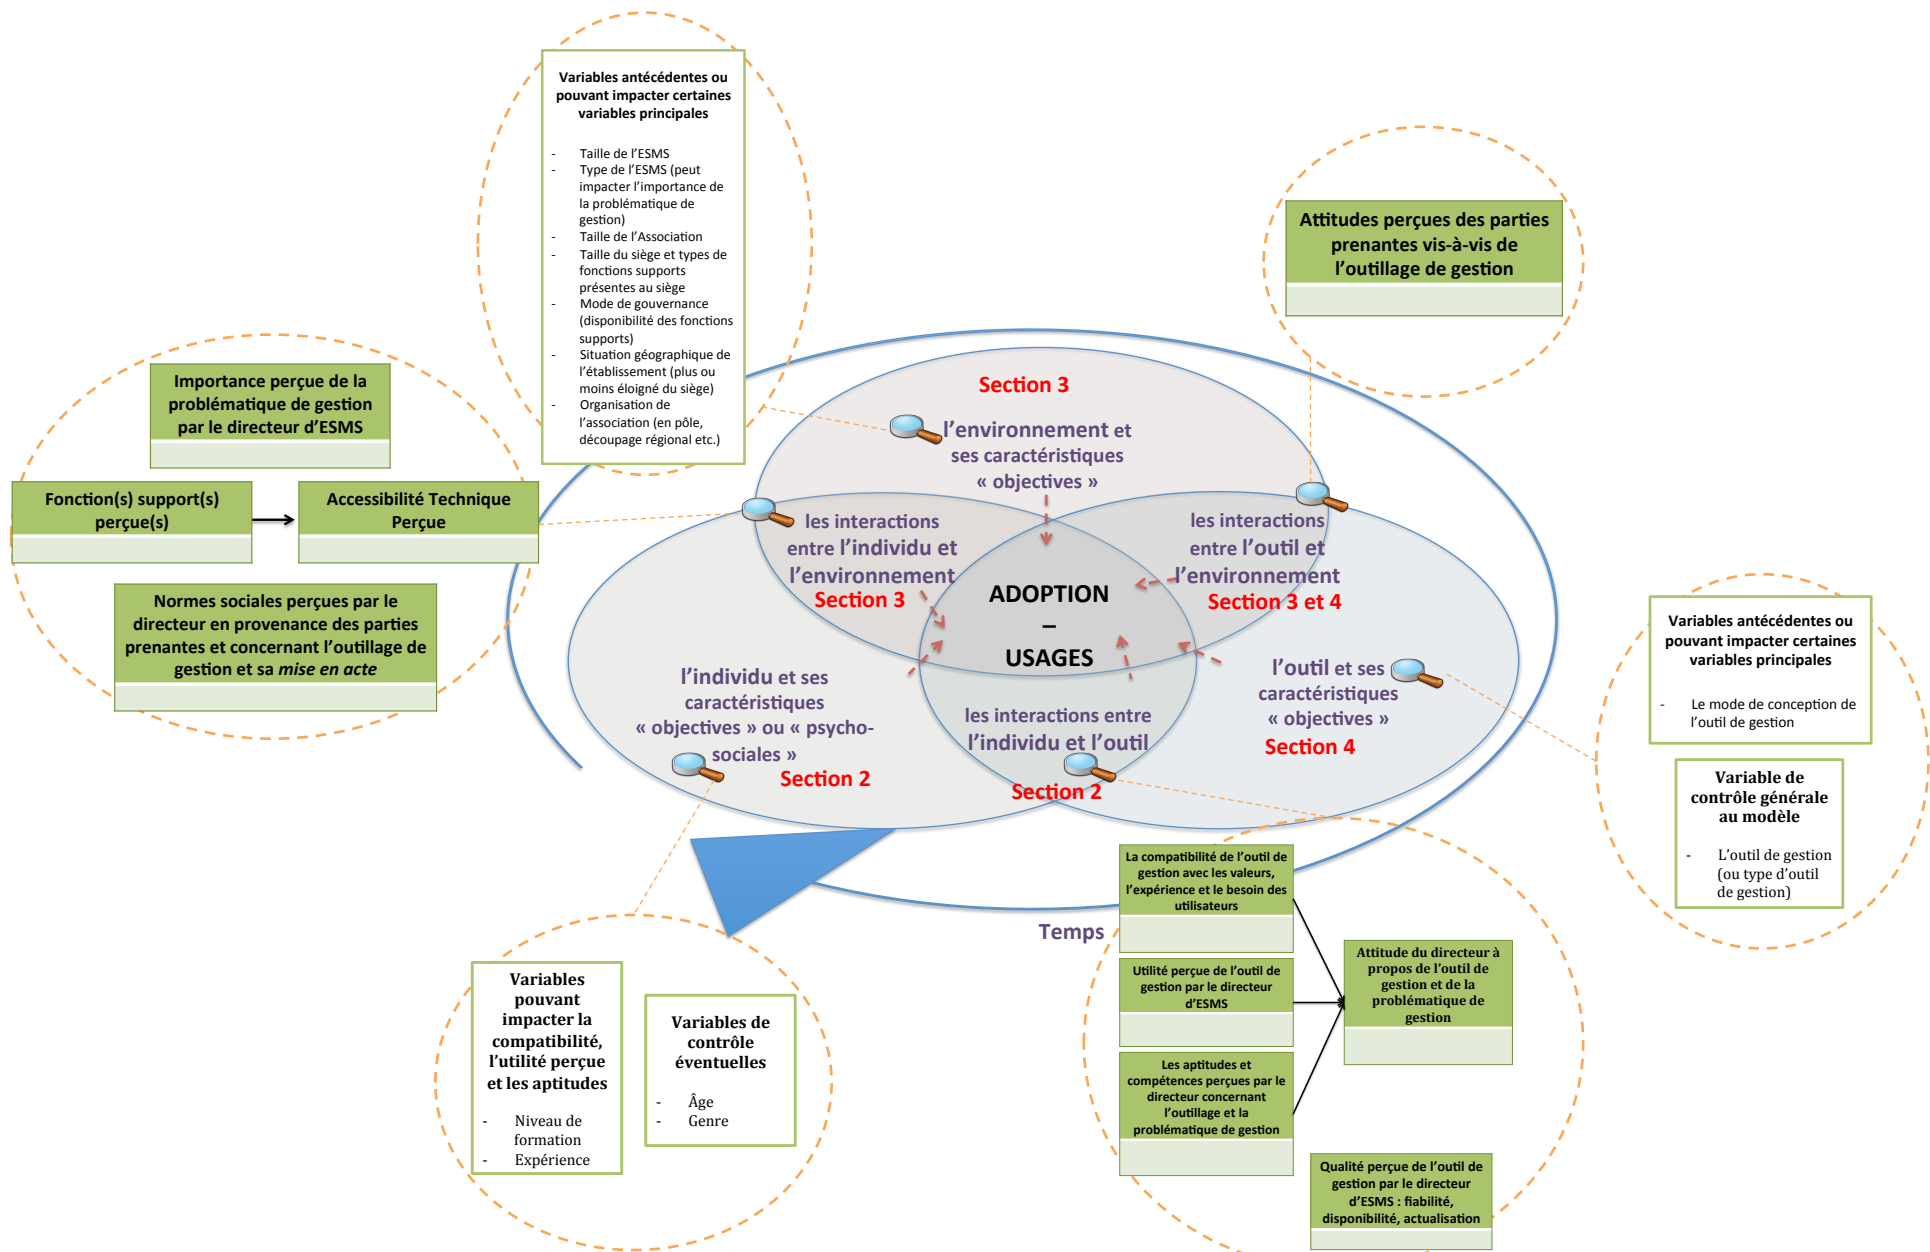 Variables antécédentes ou
pouvant impacter certaines
variables principales
- Taille de l'ESMS
- Type de l'ESMS (peut
impacter l'importance de
la problématique de
gestion)
- Taille de l'Association
- Taille du siège et types de
fonctions supports
présentes au siège
- Mode de gouvernance
(disponibilité des fonctions
supports)
- Situation géographique de
l'établissement (plus ou
moins éloigné du siège)
- Organisation de
l'association (en pôle,
découpage régional etc.)
Attitudes perçues des parties
prenantes vis-à-vis de
l'outillage de gestion
Importance perçue de la
problématique de gestion
par le directeur d'ESMS
Fonction(s) support(s)
perçue(s)
Accessibilité Technique
Perçue
Normes sociales perçues par le
directeur en provenance des parties
prenantes et concernant l'outillage de
gestion et sa mise en acte
Section 3
l'environnement et
ses caractéristiques
« objectives »
les interactions
entre l'individu et
l'environnement
Section 3
les interactions
entre l'outil et
l'environnement
Section 3 et 4
ADOPTION
–
USAGES
l'individu et ses
caractéristiques
« objectives » ou « psycho-
sociales »
Section 2
les interactions entre
l'individu et l'outil
Section 2
l'outil et ses
caractéristiques
« objectives »
Section 4
Variables antécédentes ou
pouvant impacter certaines
variables principales
- Le mode de conception de
l'outil de gestion
Variable de
contrôle générale
au modèle
- L'outil de gestion
(ou type d'outil
de gestion)
Temps
Variables
pouvant
impacter la
compatibilité,
l'utilité perçue
et les aptitudes
- Niveau de
formation
- Expérience
Variables de
contrôle
éventuelles
- Âge
- Genre
La compatibilité de l'outil de
gestion avec les valeurs,
l'expérience et le besoin des
utilisateurs
Utilité perçue de l'outil de
gestion par le directeur
d'ESMS
Les aptitudes et
compétences perçues par le
directeur concernant
l'outillage et la
problématique de gestion
Attitude du directeur à
propos de l'outil de
gestion et de la
problématique de
gestion
Qualité perçue de l'outil de
gestion par le directeur
d'ESMS : fiabilité,
disponibilité, actualisation